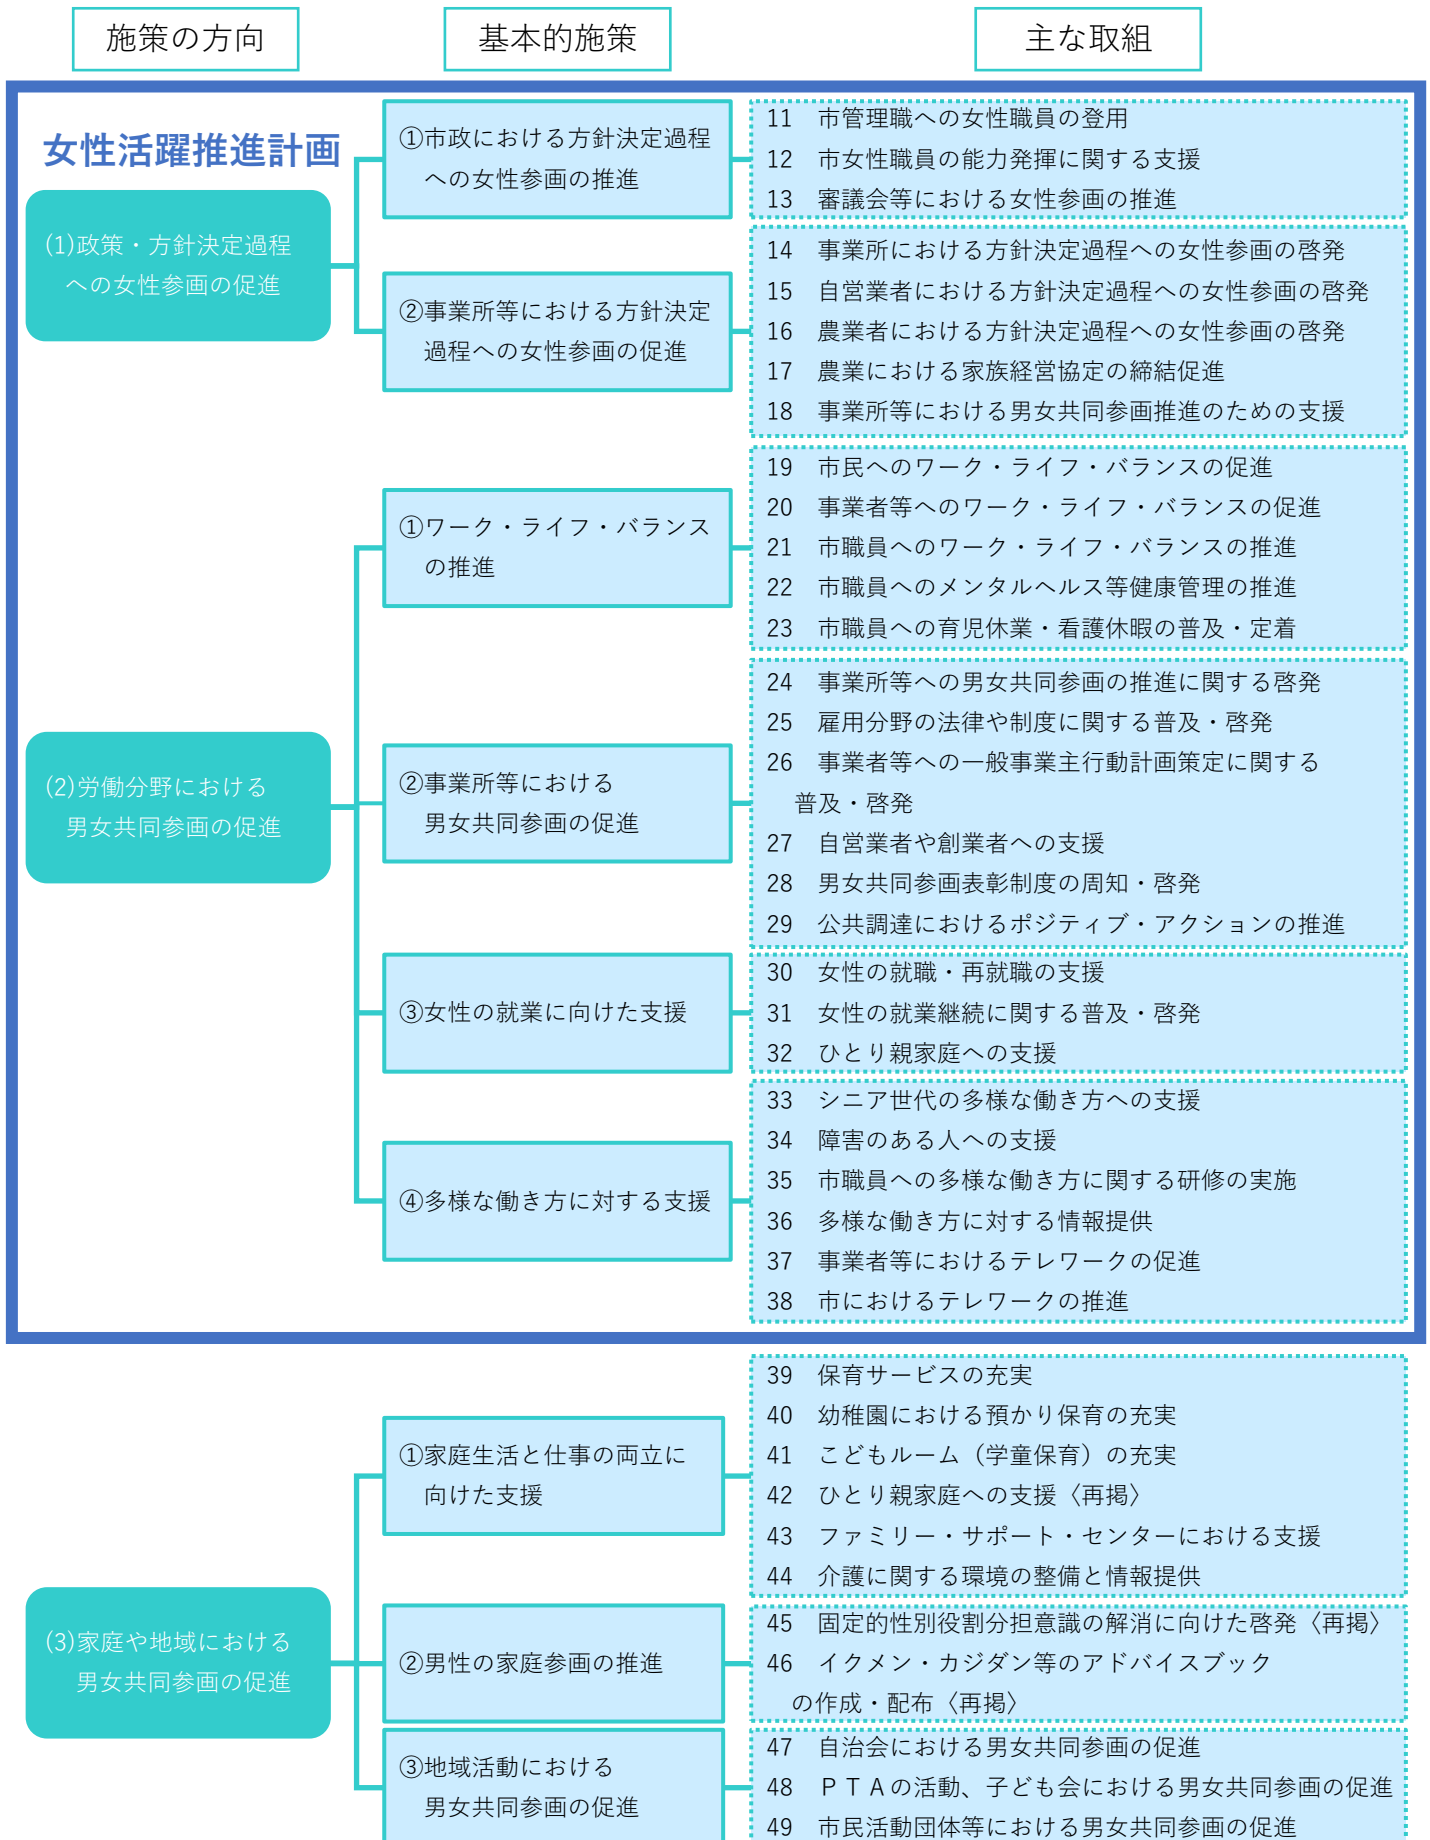 施策の方向
基本的施策
主な取組
女性活躍推進計画
(1)政策・方針決定過程
への女性参画の促進
①市政における方針決定過程
への女性参画の推進
11 市管理職への女性職員の登用
12 市女性職員の能力発揮に関する支援
13 審議会等における女性参画の推進
②事業所等における方針決定
過程への女性参画の促進
14 事業所における方針決定過程への女性参画の啓発
15 自営業者における方針決定過程への女性参画の啓発
16 農業者における方針決定過程への女性参画の啓発
17 農業における家族経営協定の締結促進
18 事業所等における男女共同参画推進のための支援
(2)労働分野における
男女共同参画の促進
①ワーク・ライフ・バランス
の推進
19 市民へのワーク・ライフ・バランスの促進
20 事業者等へのワーク・ライフ・バランスの促進
21 市職員へのワーク・ライフ・バランスの推進
22 市職員へのメンタルヘルス等健康管理の推進
23 市職員への育児休業・看護休暇の普及・定着
②事業所等における
男女共同参画の促進
24 事業所等への男女共同参画の推進に関する啓発
25 雇用分野の法律や制度に関する普及・啓発
26 事業者等への一般事業主行動計画策定に関する
普及・啓発
27 自営業者や創業者への支援
28 男女共同参画表彰制度の周知・啓発
29 公共調達におけるポジティブ・アクションの推進
③女性の就業に向けた支援
30 女性の就職・再就職の支援
31 女性の就業継続に関する普及・啓発
32 ひとり親家庭への支援
④多様な働き方に対する支援
33 シニア世代の多様な働き方への支援
34 障害のある人への支援
35 市職員への多様な働き方に関する研修の実施
36 多様な働き方に対する情報提供
37 事業者等におけるテレワークの促進
38 市におけるテレワークの推進
(3)家庭や地域における
男女共同参画の促進
①家庭生活と仕事の両立に
向けた支援
39 保育サービスの充実
40 幼稚園における預かり保育の充実
41 こどもルーム（学童保育）の充実
42 ひとり親家庭への支援〈再掲〉
43 ファミリー・サポート・センターにおける支援
44 介護に関する環境の整備と情報提供
②男性の家庭参画の推進
45 固定的性別役割分担意識の解消に向けた啓発〈再掲〉
46 イクメン・カジダン等のアドバイスブック
の作成・配布〈再掲〉
③地域活動における
男女共同参画の促進
47 自治会における男女共同参画の促進
48 ＰＴＡの活動、子ども会における男女共同参画の促進
49 市民活動団体等における男女共同参画の促進